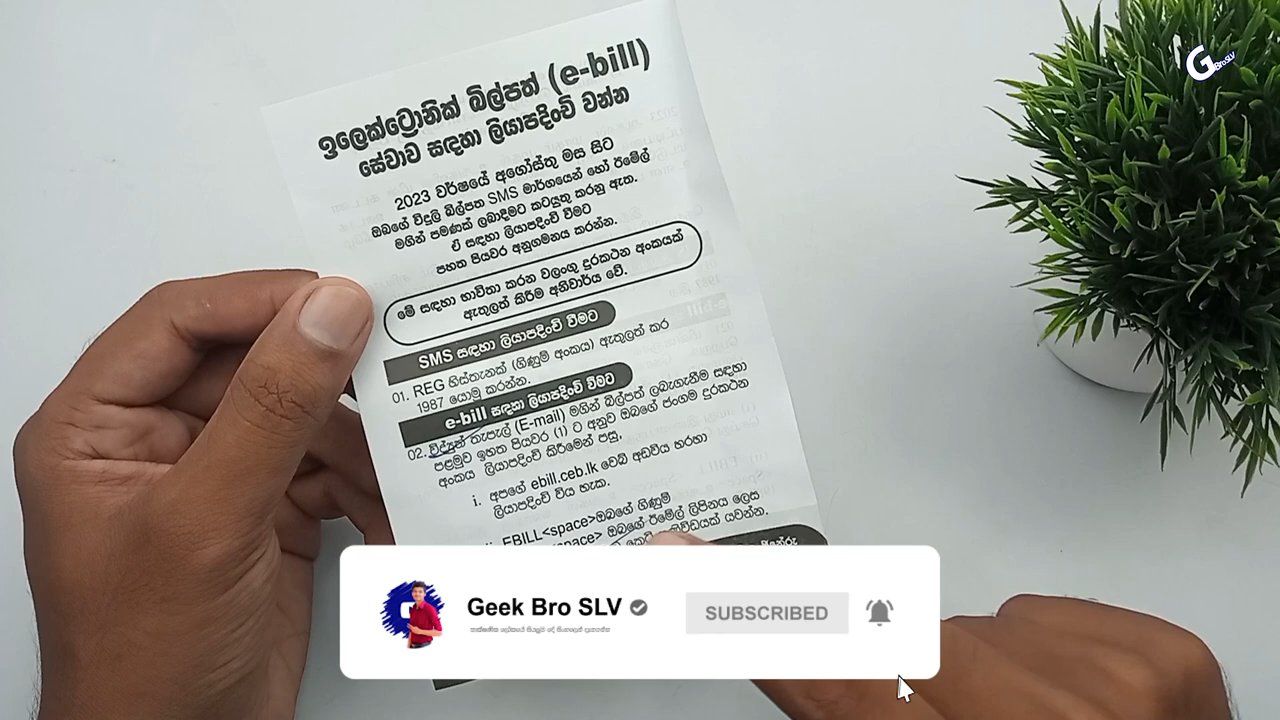 ඉලෙක්ට්‍රොනික් බිල්පත් (e-bill)
සේවාව සඳහා ලියාපදිංචි වන්න
2023 වර්ෂයේ අගෝස්තු මස සිට
ඔබගේ විදුලි බිල්පත SMS මාර්ගයෙන් හෝ ඊමේල්
මගින් පමණක් ලබාදීමට කටයුතු කරනු ඇත.
ඒ සඳහා ලියාපදිංචි වීමට
පහත පියවර අනුගමනය කරන්න.
මේ සඳහා භාවිතා කරන වලංගු දුරකථන අංකයක්
ඇතුලත් කිරීම අනිවාර්ය වේ.
SMS සඳහා ලියාපදිංචි වීමට
01. REG හිස්තැනක් (ගිණුම් අංකය) ඇතුලත් කර
1987 යොමු කරන්න.
e-bill සඳහා ලියාපදිංචි වීමට
02. විද්‍යුත් තැපැල් (E-mail) මගින් බිල්පත් ලබාගැනීම සඳහා
පළමුව ඉහත පියවර (1) ට අනුව ඔබගේ ජංගම දුරකථන
අංකය ලියාපදිංචි කිරීමෙන් පසු,
i. අපගේ ebill.ceb.lk වෙබ් අඩවිය හරහා
ලියාපදිංචි විය හැක.
EBILL<space>ඔබගේ ගිණුම්
<space> ඔබගේ ඊමේල් ලිපිනය ලෙස
යවන්න.
Geek Bro SLV
SUBSCRIBED
G BroSLV